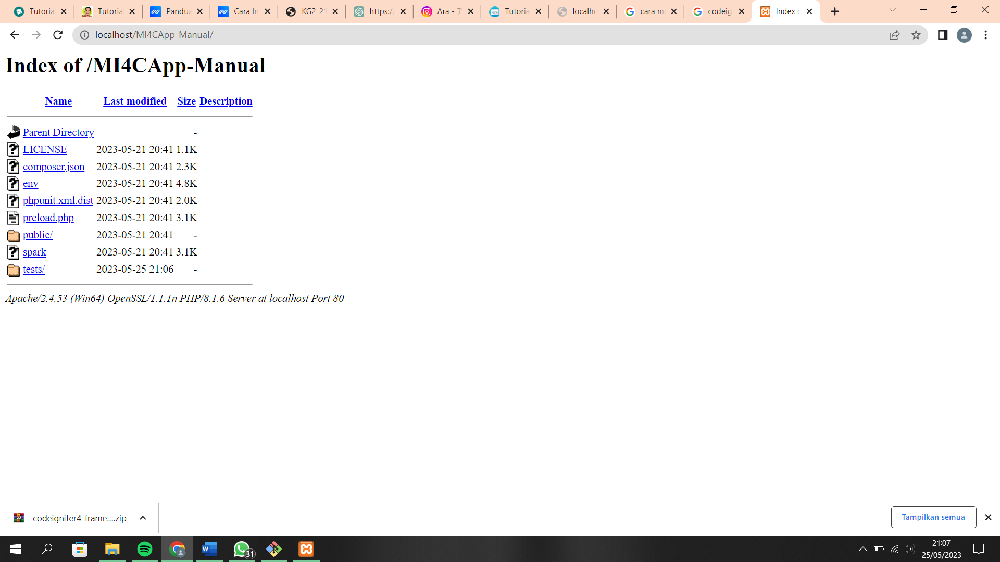 Tutoria
Tutoria
Pandua
Cara In
KG2_21
https:/
Ara - ア
Tutoria
localho
cara m
codeig
Index o
localhost/MI4CApp-Manual/
Index of /MI4CApp-Manual
Name Last modified Size Description
Parent Directory -
LICENSE 2023-05-21 20:41 1.1K
composer.json 2023-05-21 20:41 2.3K
env 2023-05-21 20:41 4.8K
phpunit.xml.dist 2023-05-21 20:41 2.0K
preload.php 2023-05-21 20:41 3.1K
public/ 2023-05-21 20:41 -
spark 2023-05-21 20:41 3.1K
tests/ 2023-05-25 21:06 -
Apache/2.4.53 (Win64) OpenSSL/1.1.1n PHP/8.1.6 Server at localhost Port 80
codeigniter4-frame....zip
Tampilkan semua
31
21:07
25/05/2023